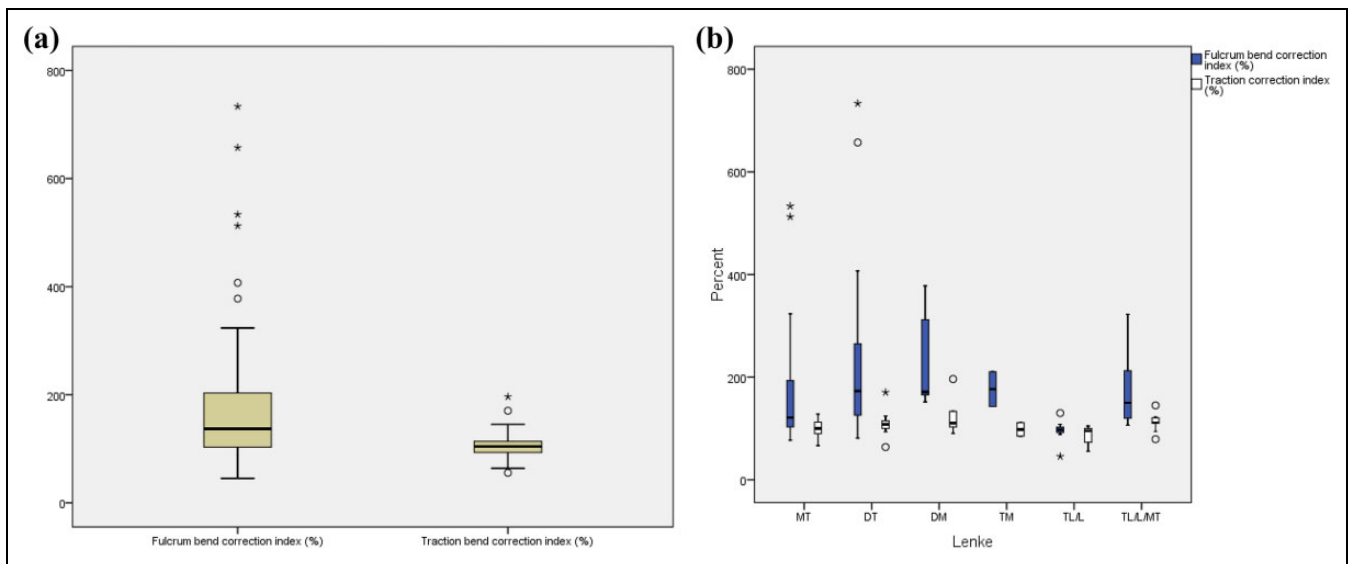 (a)
800
600
400
200
0
Fulcrum bend correction index (%)
Traction bend correction index (%)
(b)
Fulcrum bend correction
index (%)
Traction correction index
(%)
Percent
800
600
400
200
0
MT
DT
DM
TM
TL/L
TL/L/MT
Lenke